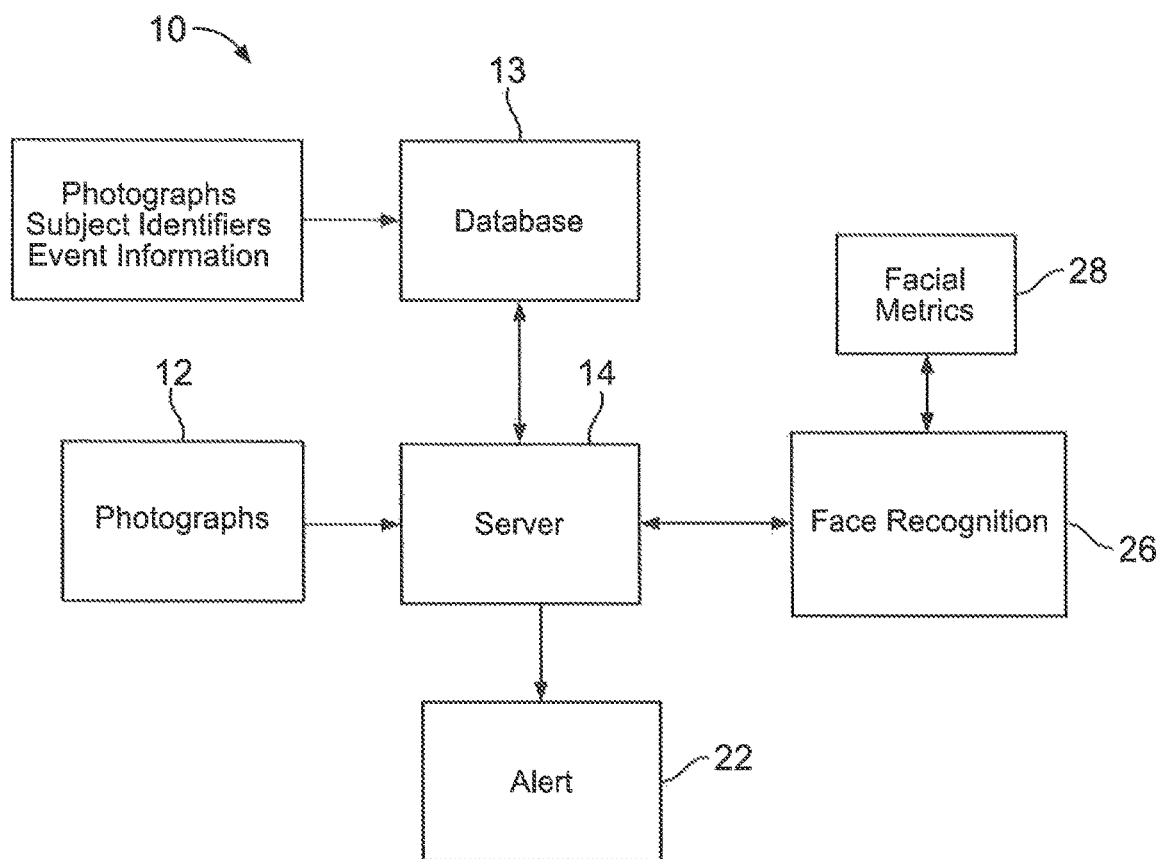 10
13
Photographs
Subject Identifiers
Event Information
Database
Facial
Metrics
28
12
14
Photographs
Server
Face Recognition
26
Alert
22